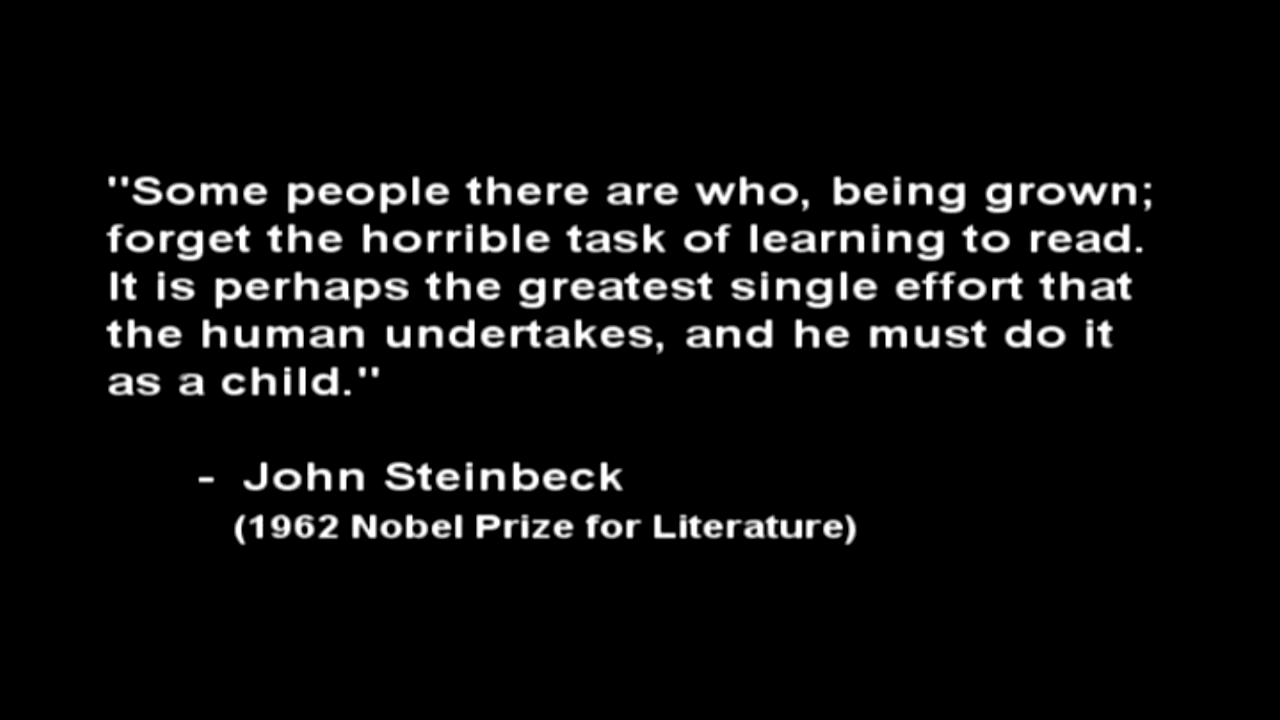 "Some people there are who, being grown;
forget the horrible task of learning to read.
It is perhaps the greatest single effort that
the human undertakes, and he must do it
as a child."
- John Steinbeck
(1962 Nobel Prize for Literature)